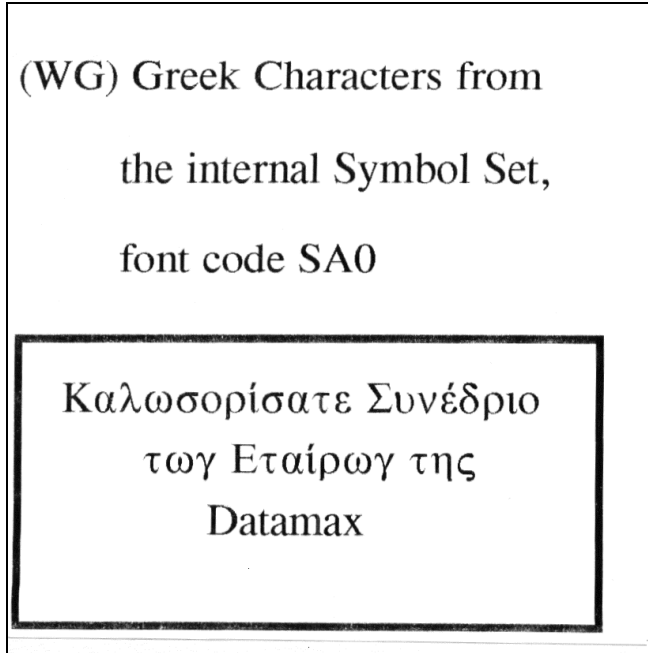 (WG) Greek Characters from
the internal Symbol Set,
font code SA0
Καλωσορίσατε Συνέδριο
τωγ Εταίρωγ της
Datamax